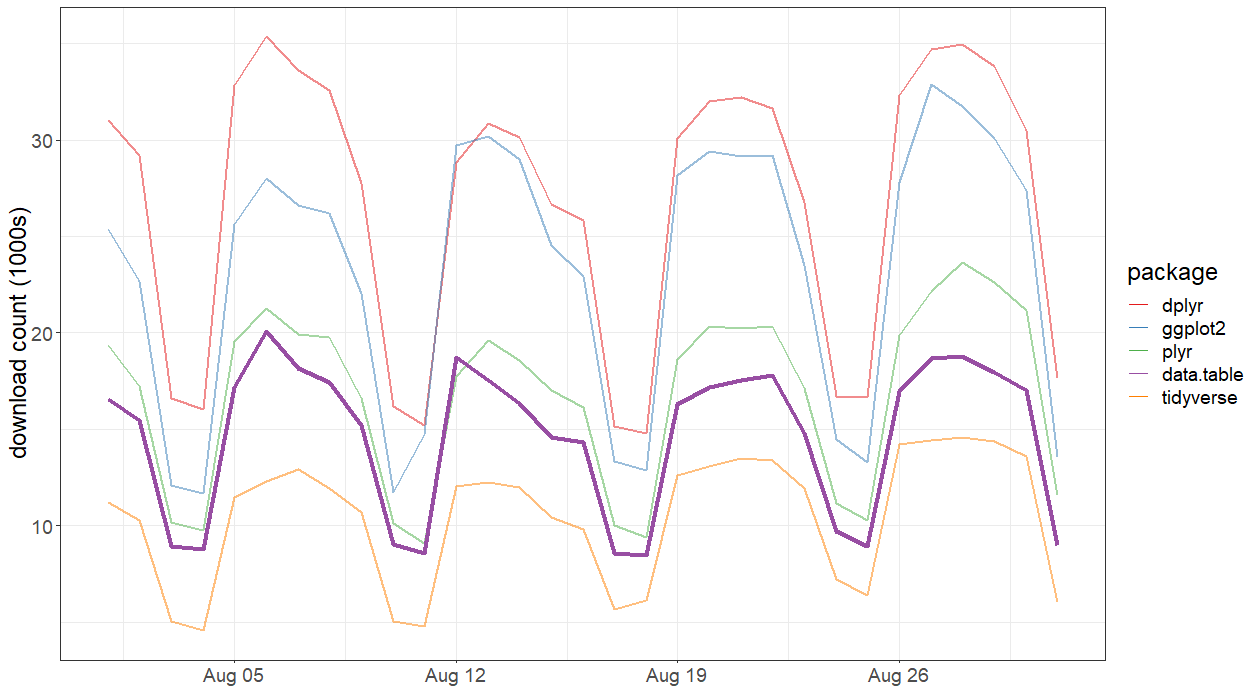 download count (1000s)
30
20
10
Aug 05
Aug 12
Aug 19
Aug 26
package
dplyr
ggplot2
plyr
data.table
tidyverse